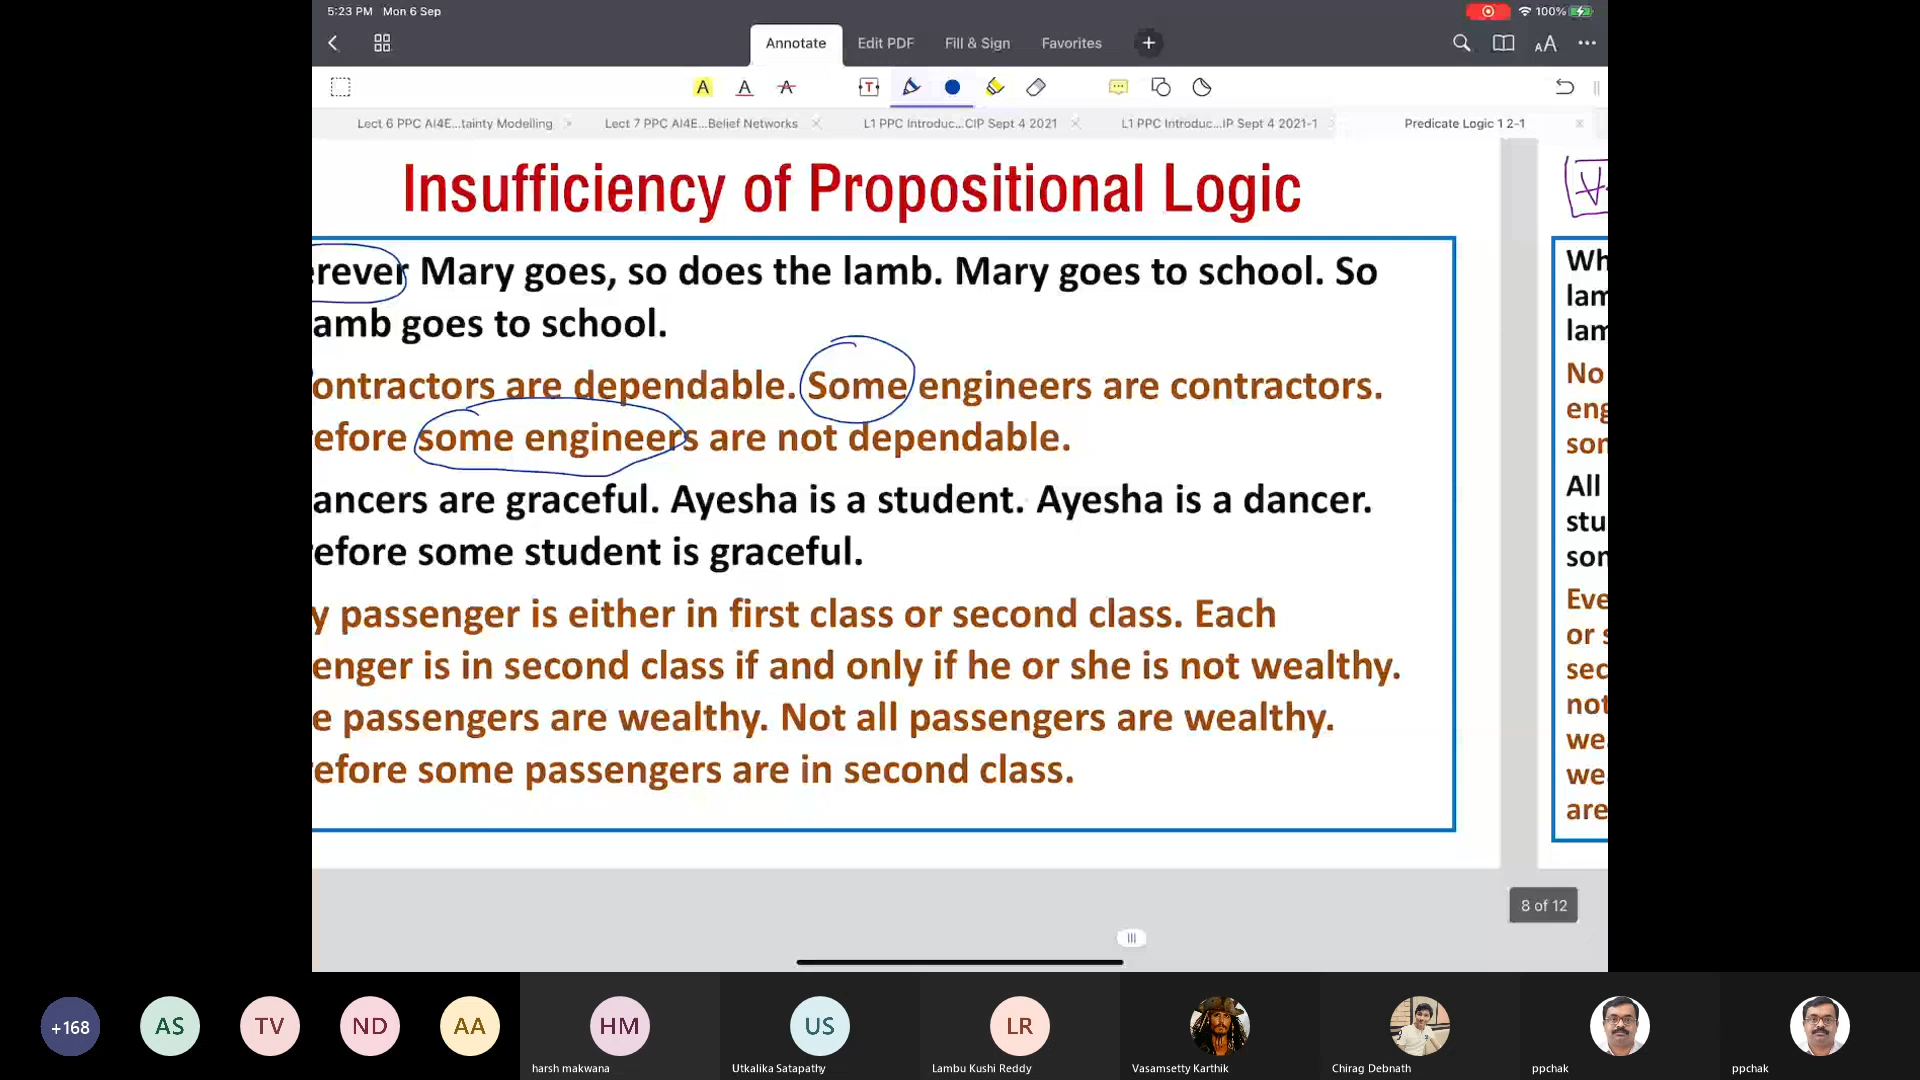 5:23 PM Mon 6 Sep
100%
Annotate Edit PDF Fill & Sign Favorites
Lect 6 PPC AI4E...tainty Modelling Lect 7 PPC AI4E...Belief Networks L1 PPC Introduc...CIP Sept 4 2021 L1 PPC Introduc...IP Sept 4 2021-1 Predicate Logic 1 2-1
Insufficiency of Propositional Logic
erever Mary goes, so does the lamb. Mary goes to school. So
amb goes to school.
ontractors are dependable. Some engineers are contractors.
refore some engineers are not dependable.
ancers are graceful. Ayesha is a student. Ayesha is a dancer.
refore some student is graceful.
y passenger is either in first class or second class. Each
enger is in second class if and only if he or she is not wealthy.
e passengers are wealthy. Not all passengers are wealthy.
refore some passengers are in second class.
Wh
lam
lam
No
eng
som
All
stu
som
Eve
or s
sec
not
we
we
are
8 of 12
+168 AS TV ND AA HM US LR
harsh makwana Utkalika Satapathy Lambu Kushi Reddy Vasamsetty Karthik Chirag Debnath ppchak ppchak